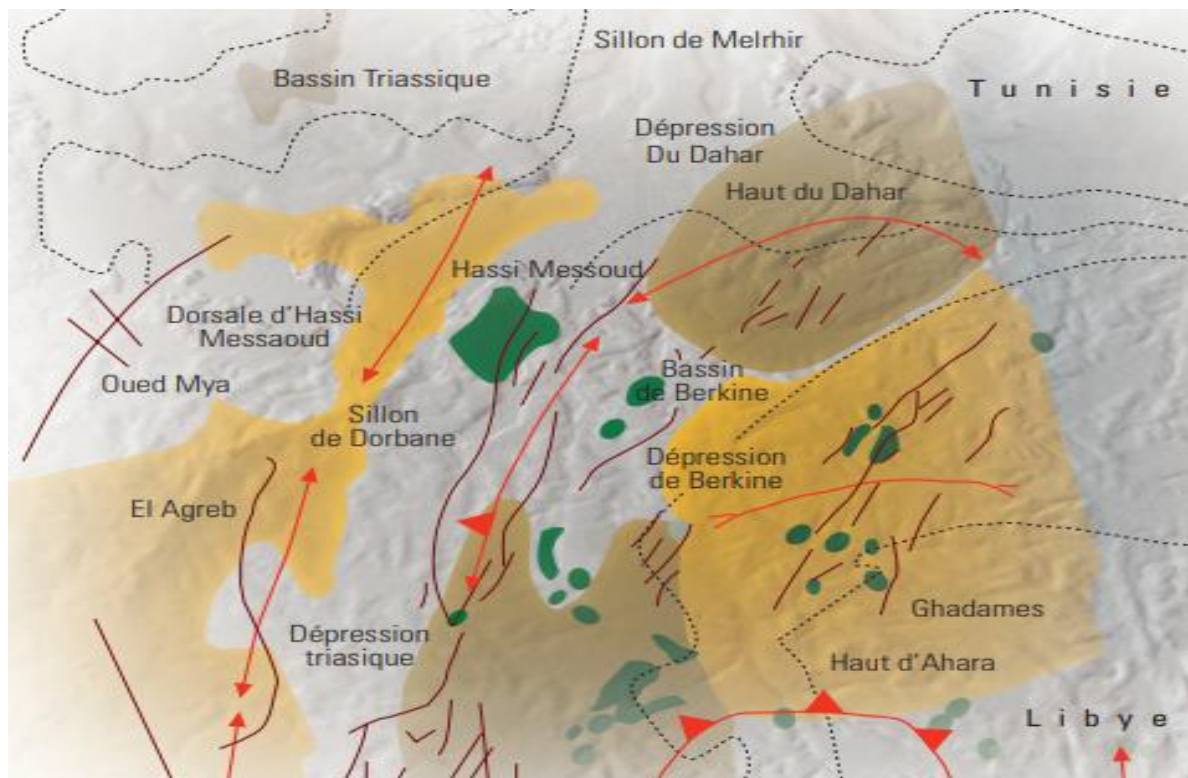 Sillon de Melrhir
Bassin Triassique
Tunisie
Dépression
Du Dahar
Haut du Dahar
Hassi Messoud
Dorsale d'Hassi
Messaoud
Oued Mya
Bassin
de Berkine
Sillon
de Dorbane
Dépression
de Berkine
El Agreb
Ghadames
Dépression
triasique
Haut d'Ahara
Libye